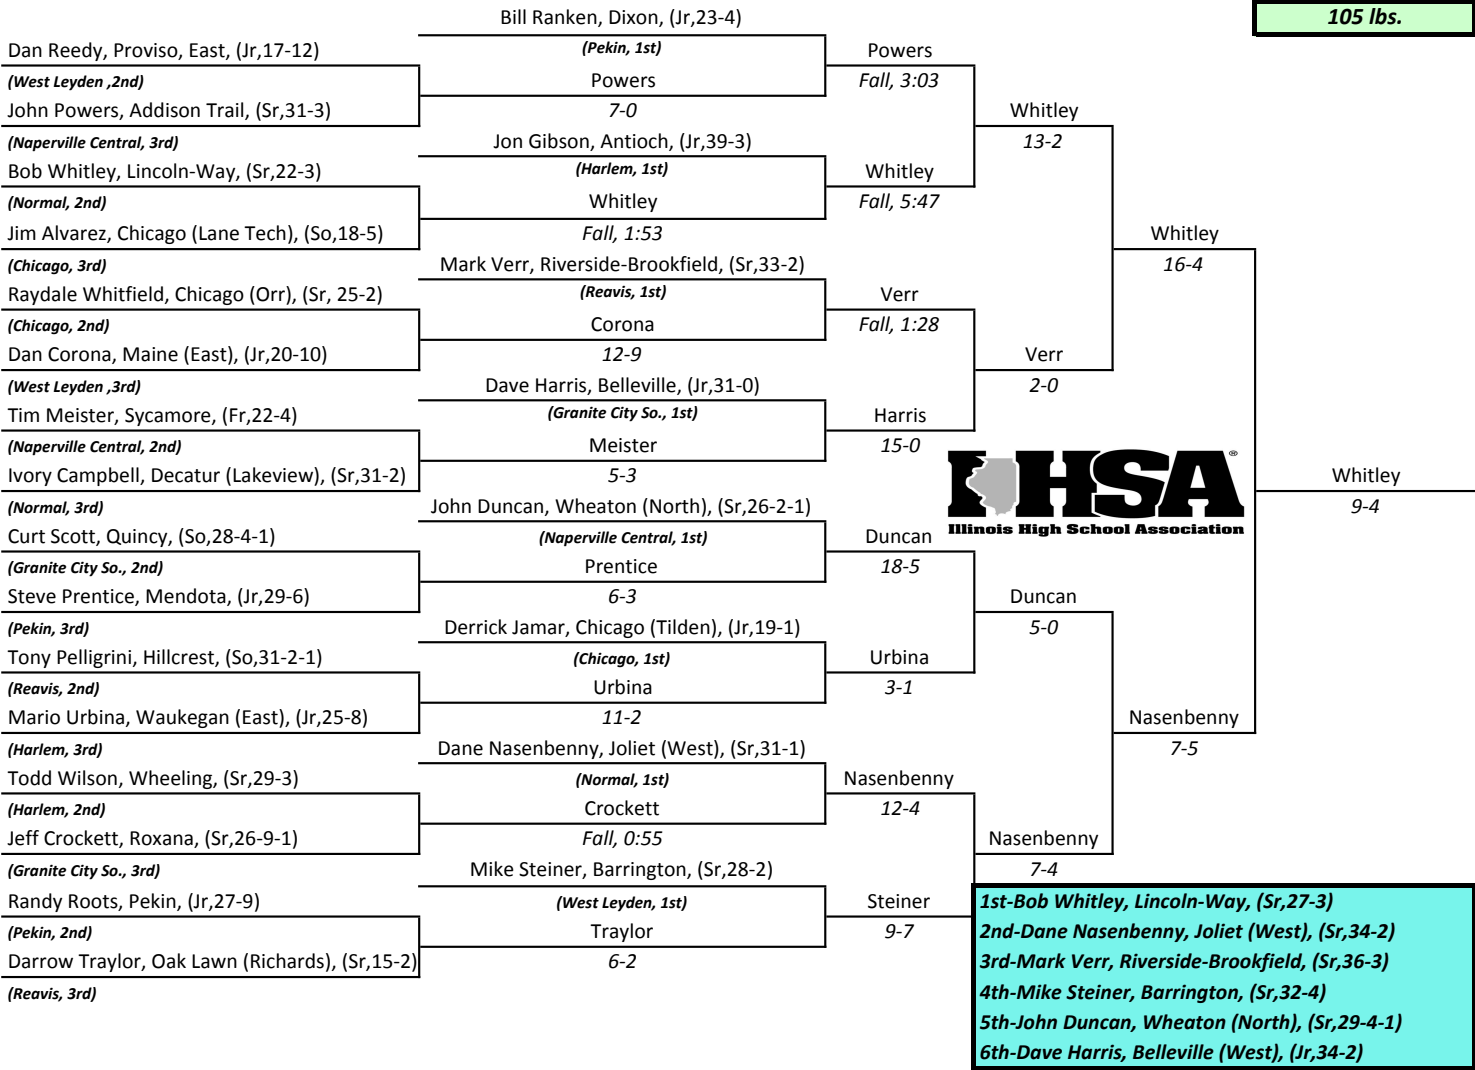 Bill Ranken, Dixon, (Jr,23-4)
105 lbs.
Dan Reedy, Proviso, East, (Jr,17-12)
(Pekin, 1st)
Powers
(West Leyden ,2nd)
Powers
Fall, 3:03
John Powers, Addison Trail, (Sr,31-3)
7-0
Whitley
(Naperville Central, 3rd)
Jon Gibson, Antioch, (Jr,39-3)
13-2
Bob Whitley, Lincoln-Way, (Sr,22-3)
(Harlem, 1st)
Whitley
(Normal, 2nd)
Whitley
Fall, 5:47
Jim Alvarez, Chicago (Lane Tech), (So,18-5)
Fall, 1:53
Whitley
(Chicago, 3rd)
Mark Verr, Riverside-Brookfield, (Sr,33-2)
16-4
Raydale Whitfield, Chicago (Orr), (Sr, 25-2)
(Reavis, 1st)
Verr
(Chicago, 2nd)
Corona
Fall, 1:28
Dan Corona, Maine (East), (Jr,20-10)
12-9
Verr
(West Leyden ,3rd)
Dave Harris, Belleville, (Jr,31-0)
2-0
Tim Meister, Sycamore, (Fr,22-4)
(Granite City So., 1st)
Harris
(Naperville Central, 2nd)
Meister
15-0
Ivory Campbell, Decatur (Lakeview), (Sr,31-2)
5-3
IHSA®
Whitley
(Normal, 3rd)
John Duncan, Wheaton (North), (Sr,26-2-1)
9-4
Curt Scott, Quincy, (So,28-4-1)
(Naperville Central, 1st)
Duncan
Illinois High School Association
(Granite City So., 2nd)
Prentice
18-5
Steve Prentice, Mendota, (Jr,29-6)
6-3
Duncan
(Pekin, 3rd)
Derrick Jamar, Chicago (Tilden), (Jr,19-1)
5-0
Tony Pelligrini, Hillcrest, (So,31-2-1)
(Chicago, 1st)
Urbina
(Reavis, 2nd)
Urbina
3-1
Mario Urbina, Waukegan (East), (Jr,25-8)
11-2
Nasenbenny
(Harlem, 3rd)
Dane Nasenbenny, Joliet (West), (Sr,31-1)
7-5
Todd Wilson, Wheeling, (Sr,29-3)
(Normal, 1st)
Nasenbenny
(Harlem, 2nd)
Crockett
12-4
Jeff Crockett, Roxana, (Sr,26-9-1)
Fall, 0:55
Nasenbenny
(Granite City So., 3rd)
Mike Steiner, Barrington, (Sr,28-2)
7-4
Randy Roots, Pekin, (Jr,27-9)
(West Leyden, 1st)
Steiner
(Pekin, 2nd)
Traylor
9-7
Darrow Traylor, Oak Lawn (Richards), (Sr,15-2)
6-2
(Reavis, 3rd)
1st-Bob Whitley, Lincoln-Way, (Sr,27-3)
2nd-Dane Nasenbenny, Joliet (West), (Sr,34-2)
3rd-Mark Verr, Riverside-Brookfield, (Sr,36-3)
4th-Mike Steiner, Barrington, (Sr,32-4)
5th-John Duncan, Wheaton (North), (Sr,29-4-1)
6th-Dave Harris, Belleville (West), (Jr,34-2)